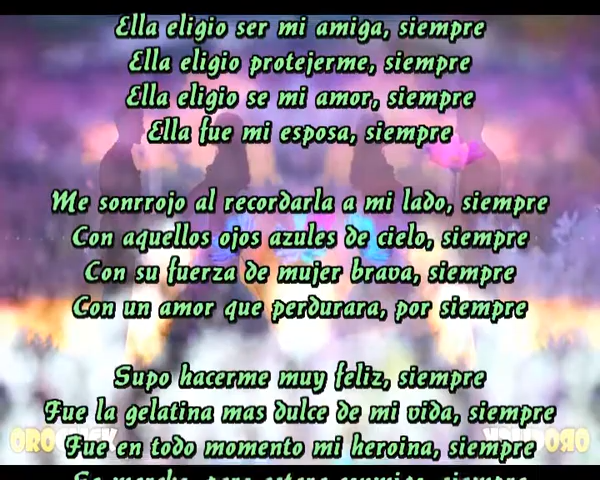 Ella eligio ser mi amiga, siempre
Ella eligio protejerme, siempre
Ella eligio se mi amor, siempre
Ella fue mi esposa, siempre
Me sonrrojo al recordarla a mi lado, siempre
Con aquellos ojos azules de cielo, siempre
Con su fuerza de mujer brava, siempre
Con un amor que perdurara, por siempre
Supo hacerme muy feliz, siempre
Fue la gelatina mas dulce de mi vida, siempre
Fue en todo momento mi heroina, siempre